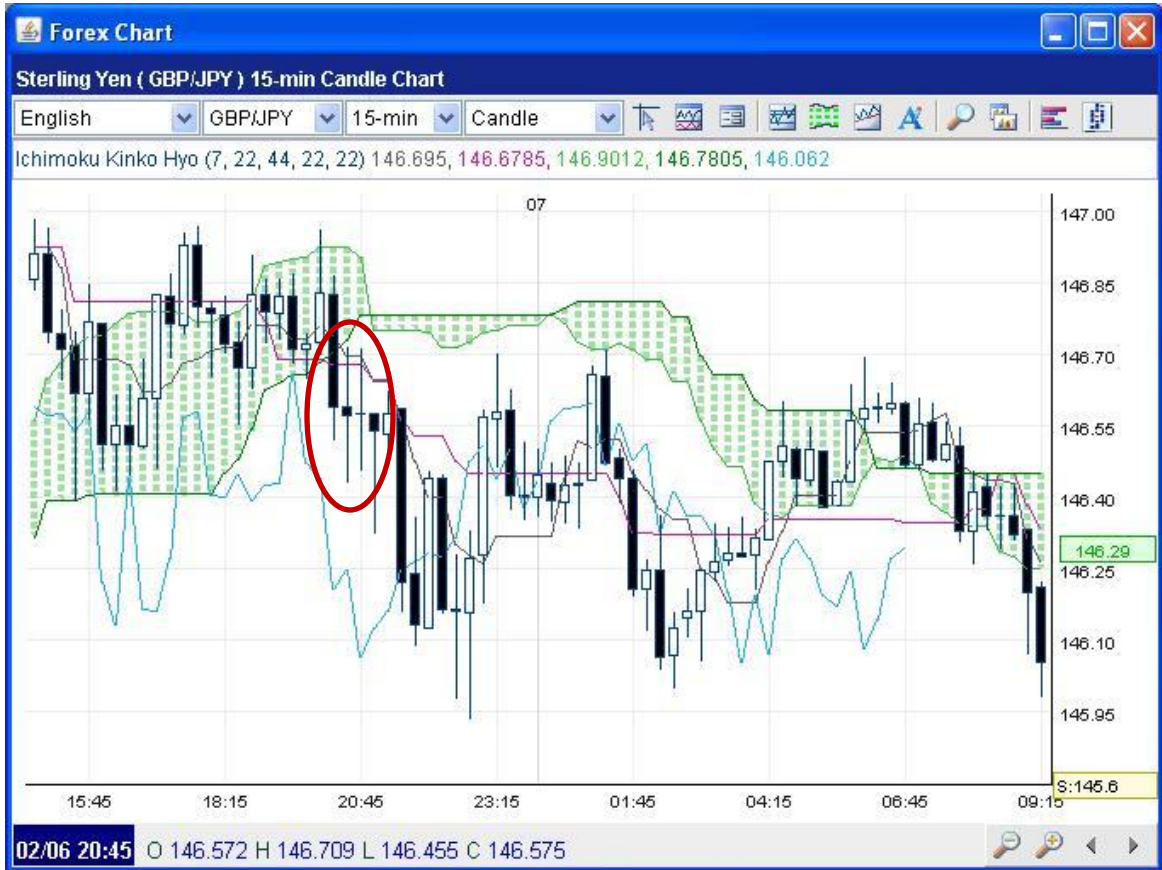 Forex Chart
Sterling Yen ( GBP/JPY ) 15-min Candle Chart
English GBP/JPY 15-min Candle
Ichimoku Kinko Hyo (7, 22, 44, 22, 22) 146.695, 146.6785, 146.9012, 146.7805, 146.062
07
147.00
146.85
146.70
146.55
146.40
146.29
146.25
146.10
145.95
S:145.6
15:45 18:15 20:45 23:15 01:45 04:15 06:45 09:15
02/06 20:45 O 146.572 H 146.709 L 146.455 C 146.575